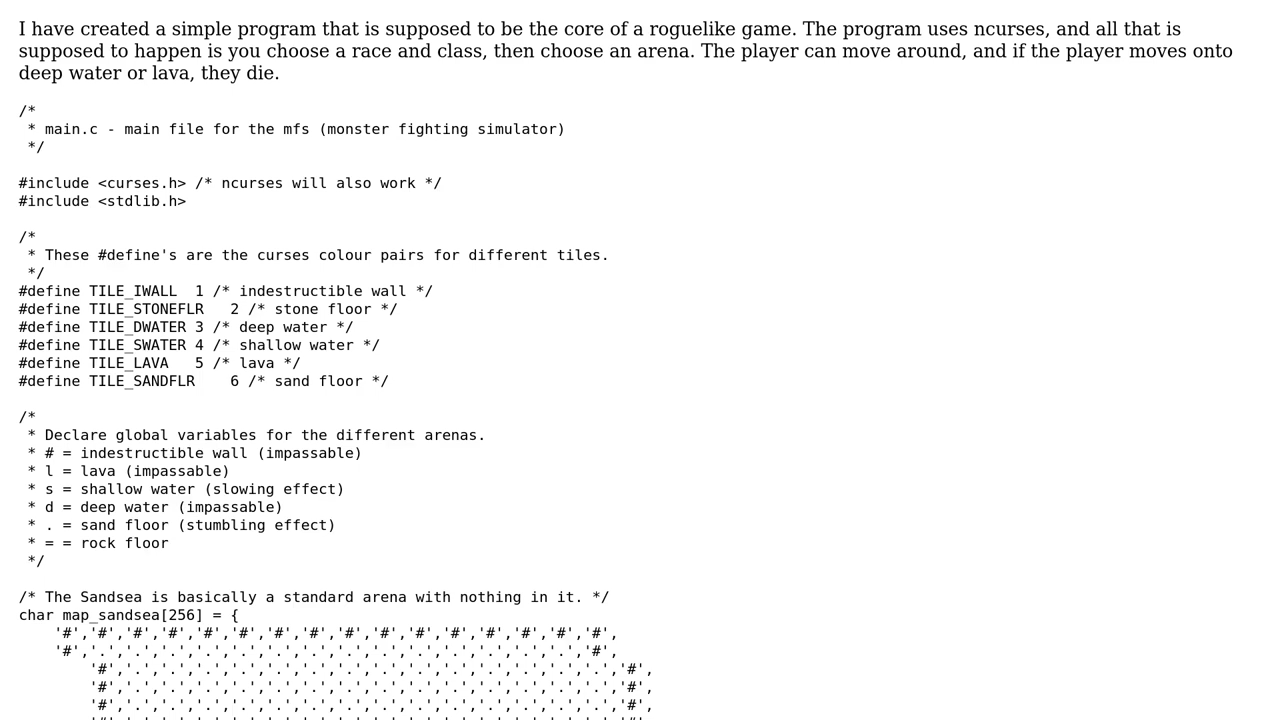 I have created a simple program that is supposed to be the core of a roguelike game. The program uses ncurses, and all that is
supposed to happen is you choose a race and class, then choose an arena. The player can move around, and if the player moves onto
deep water or lava, they die.
/*
 * main.c - main file for the mfs (monster fighting simulator)
 */
#include <curses.h> /* ncurses will also work */
#include <stdlib.h>
/*
 * These #define's are the curses colour pairs for different tiles.
 */
#define TILE_IWALL  1 /* indestructible wall */
#define TILE_STONEFLR   2 /* stone floor */
#define TILE_DWATER 3 /* deep water */
#define TILE_SWATER 4 /* shallow water */
#define TILE_LAVA   5 /* lava */
#define TILE_SANDFLR    6 /* sand floor */
/*
 * Declare global variables for the different arenas.
 * # = indestructible wall (impassable)
 * l = lava (impassable)
 * s = shallow water (slowing effect)
 * d = deep water (impassable)
 * . = sand floor (stumbling effect)
 * = = rock floor
 */
/* The Sandsea is basically a standard arena with nothing in it. */
char map_sandsea[256] = {
    '#','#','#','#','#','#','#','#','#','#','#','#','#','#','#','#',
    '#','.','.','.','.','.','.','.','.','.','.','.','.','.','.','#',
        '#','.','.','.','.','.','.','.','.','.','.','.','.','.','.','#',
        '#','.','.','.','.','.','.','.','.','.','.','.','.','.','.','#',
        '#','.','.','.','.','.','.','.','.','.','.','.','.','.','.','#',